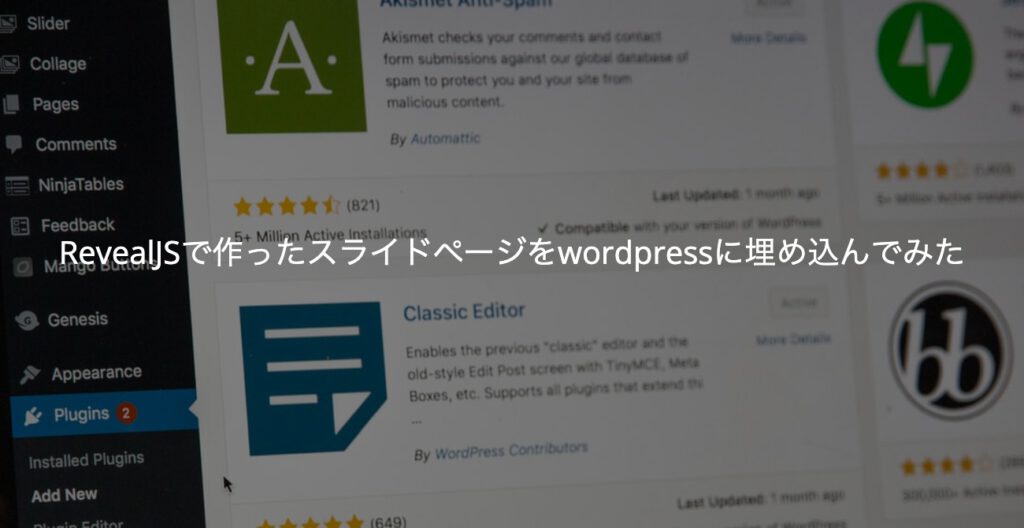 Slider
Collage
Pages
Comments
NinjaTables
Feedback
Mango Buttons
Genesis
Appearance
Plugins 2
Installed Plugins
Add New
Plugin Editor
Akismet Anti-Spam
Active
More Details
Akismet checks your comments and contact
form submissions against our global database of
spam to protect you and your site from
malicious content.
By Automattic
(821)
5+ Million Active Installations
Last Updated: 1 month ago
Compatible with your version of WordPress
RevealJSで作ったスライドページをwordpressに埋め込んでみた
Classic Editor
Active
More Details
Enables the previous "classic" editor and the
old-style Edit Post screen with TinyMCE, Meta
Boxes, etc. Supports all plugins that extend thi
...
By WordPress Contributors
(649)
Last Updated: 1 month ago
version of WordPress
A
bb
5+ Million Active
500,000+ Active